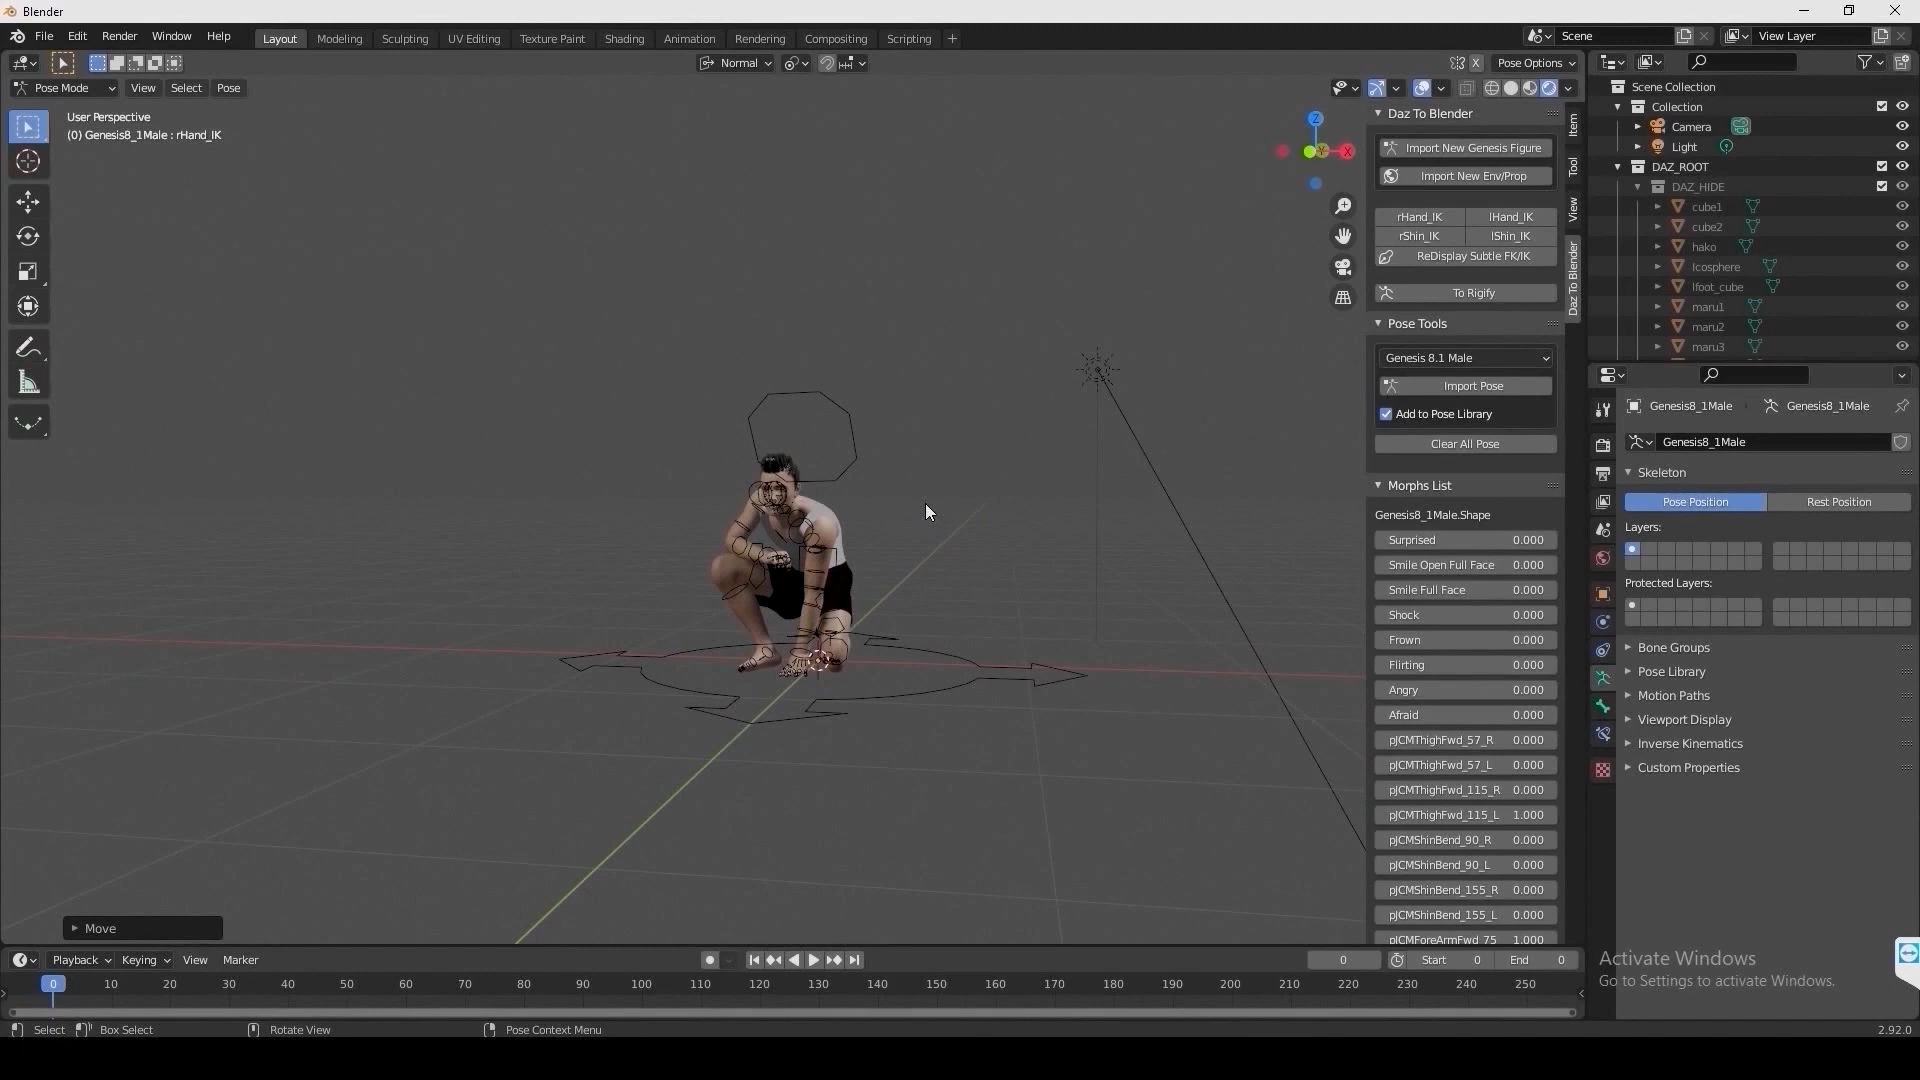 Blender
File Edit Render Window Help
Layout Modeling Sculpting UV Editing Texture Paint Shading Animation Rendering Compositing Scripting +
Scene View Layer
Normal X Pose Options
Pose Mode View Select Pose
User Perspective
(0) Genesis8_1Male : rHand_IK
Z
Y
X
Daz To Blender
Import New Genesis Figure
Import New Env/Prop
rHand_IK lHand_IK
rShin_IK lShin_IK
ReDisplay Subtle FK/IK
To Rigify
Pose Tools
Genesis 8.1 Male
Import Pose
Add to Pose Library
Clear All Pose
Morphs List
Genesis8_1Male.Shape
Surprised 0.000
Smile Open Full Face 0.000
Smile Full Face 0.000
Shock 0.000
Frown 0.000
Flirting 0.000
Angry 0.000
Afraid 0.000
pJCMThighFwd_57_R 0.000
pJCMThighFwd_57_L 0.000
pJCMThighFwd_115_R 0.000
pJCMThighFwd_115_L 1.000
pJCMShinBend_90_R 0.000
pJCMShinBend_90_L 0.000
pJCMShinBend_155_R 0.000
pJCMShinBend_155_L 0.000
pJCMForeArmFwd_75 1.000
Item
Tool
View
Daz To Blender
Scene Collection
Collection
Camera
Light
DAZ_ROOT
DAZ_HIDE
cube1
cube2
hako
Icosphere
lfoot_cube
maru1
maru2
maru3
Genesis8_1Male Genesis8_1Male
Genesis8_1Male
Skeleton
Pose Position Rest Position
Layers:
Protected Layers:
Bone Groups
Pose Library
Motion Paths
Viewport Display
Inverse Kinematics
Custom Properties
Activate Windows
Go to Settings to activate Windows.
Move
Playback Keying View Marker
0 Start 0 End 0
0 10 20 30 40 50 60 70 80 90 100 110 120 130 140 150 160 170 180 190 200 210 220 230 240 250
Select Box Select Rotate View Pose Context Menu 2.92.0